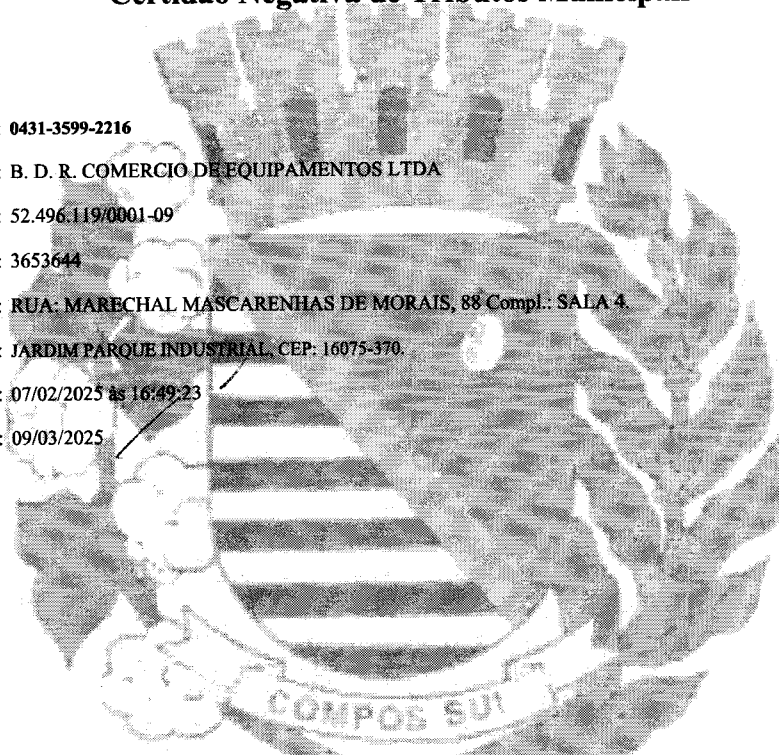 Certidão Negativa de Tributos Municipais
: 0431-3599-2216
: B. D. R. COMERCIO DE EQUIPAMENTOS LTDA
: 52.496.119/0001-09
: 3653644
: RUA: MARECHAL MASCARENHAS DE MORAIS, 88 Compl.: SALA 4.
: JARDIM PARQUE INDUSTRIAL, CEP: 16075-370.
: 07/02/2025 às 16:49:23
: 09/03/2025
COMPOS SUI